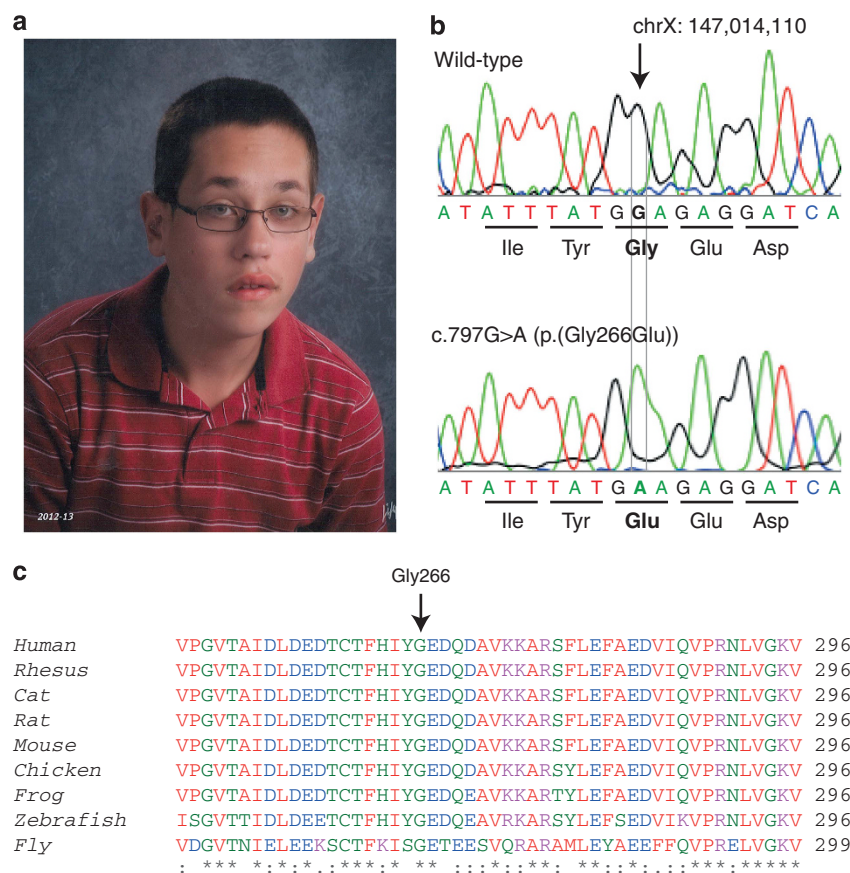 a
2012-13
b
chrX: 147,014,110
Wild-type
A T A T T T A T G G A G A G G A T C A
Ile Tyr Gly Glu Asp
c.797G>A (p.(Gly266Glu))
A T A T T T A T G A A G A G G A T C A
Ile Tyr Glu Glu Asp
c
Gly266
Human VPGVTAIDLDEDTCTFHIYGEDQDAVKKARSFLEFAEDVIQVPRNLVGKV 296
Rhesus VPGVTAIDLDEDTCTFHIYGEDQDAVKKARSFLEFAEDVIQVPRNLVGKV 296
Cat VPGVTAIDLDEDTCTFHIYGEDQDAVKKARSFLEFAEDVIQVPRNLVGKV 296
Rat VPGVTAIDLDEDTCTFHIYGEDQDAVKKARSFLEFAEDVIQVPRNLVGKV 296
Mouse VPGVTAIDLDEDTCTFHIYGEDQDAVKKARSFLEFAEDVIQVPRNLVGKV 296
Chicken VPGVTAIDLDEDTCTFHIYGEDQEAVKKARSYLEFAEDVIQVPRNLVGKV 296
Frog VPGVTAIDLDEDTCTFHIYGEDQDAVKKARTYLEFAEDVIQVPRNLVGKV 296
Zebrafish ISGVTTIDLDEETCTFHIYGEDQEAVRKARSYLEFSEDVIKVPRNLVGKV 296
Fly VDGVTNIELEEKSCTFKISGETEESVQRARAMLEYAEEFFQVPRELVGKV 299
: *** *:*:*:.:***:* ** :::*::**: **::**:.::***:*****